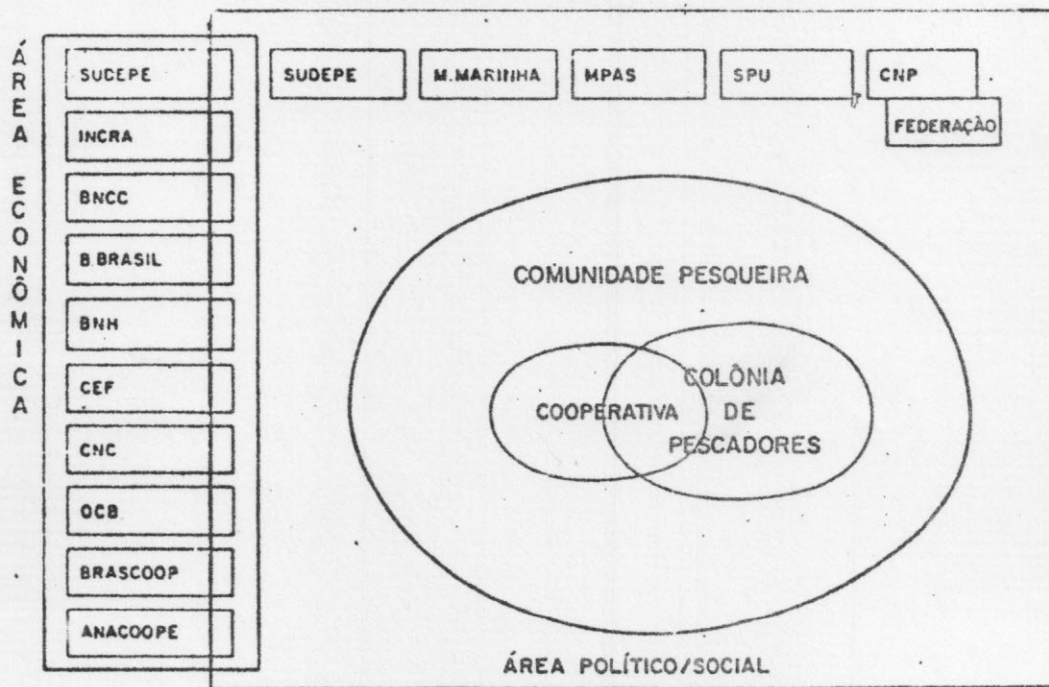 ÁREA ECONÔMICA
SUDEPE
INCRA
BNCC
B.BRASIL
BNH
CEF
CNC
OCB
BRASCOOP
ANACOOPE
SUDEPE
M.MARINHA
MPAS
SPU
CNP
FEDERAÇÃO
COMUNIDADE PESQUEIRA
COOPERATIVA
COLÔNIA
DE
PESCADORES
ÁREA POLÍTICO/SOCIAL